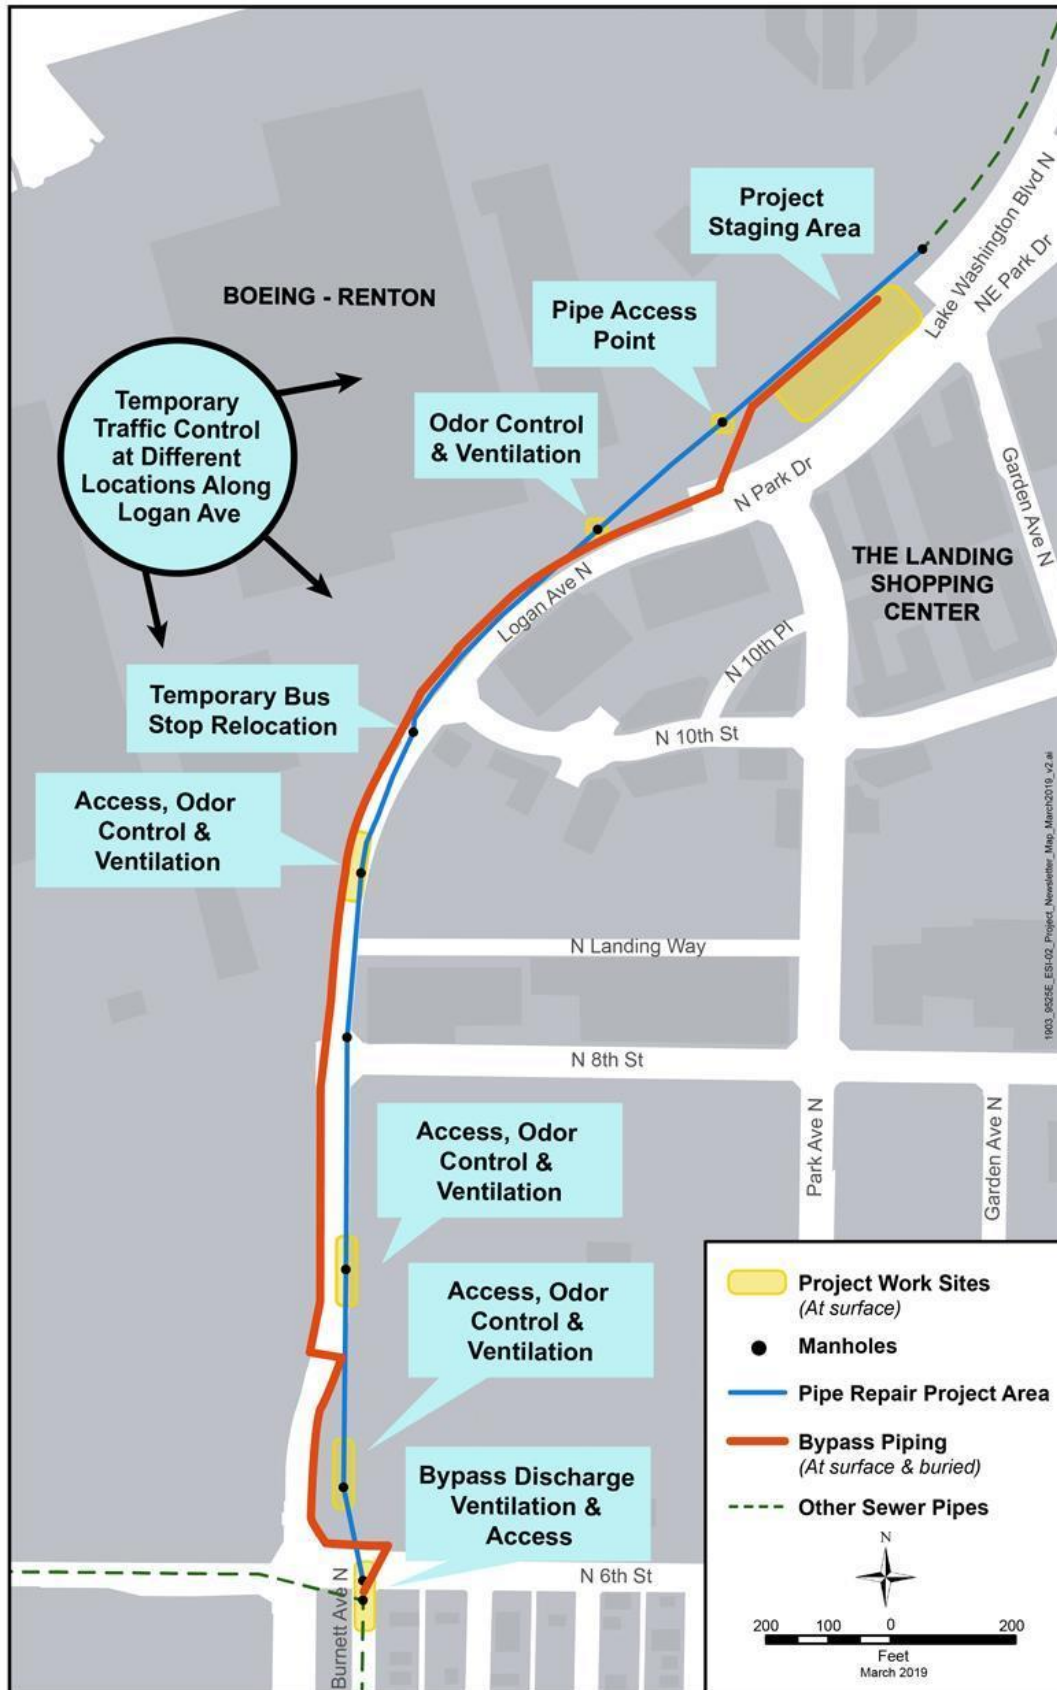 Project
Staging Area
Lake Washington Blvd N
NE Park Dr
BOEING - RENTON
Pipe Access
Point
Temporary
Traffic Control
at Different
Locations Along
Logan Ave
Odor Control
& Ventilation
N Park Dr
Garden Ave N
THE LANDING
SHOPPING
CENTER
Logan Ave N
N 10th Pl
Temporary Bus
Stop Relocation
N 10th St
Access, Odor
Control &
Ventilation
1903_9525E_ESI-02_Project_Newsletter_Map_March2019_v2.ai
N Landing Way
N 8th St
Park Ave N
Garden Ave N
Access, Odor
Control &
Ventilation
Access, Odor
Control &
Ventilation
Bypass Discharge
Ventilation &
Access
N 6th St
Burnett Ave N
Project Work Sites
(At surface)
Manholes
Pipe Repair Project Area
Bypass Piping
(At surface & buried)
Other Sewer Pipes
N
200 100 0 200
Feet
March 2019